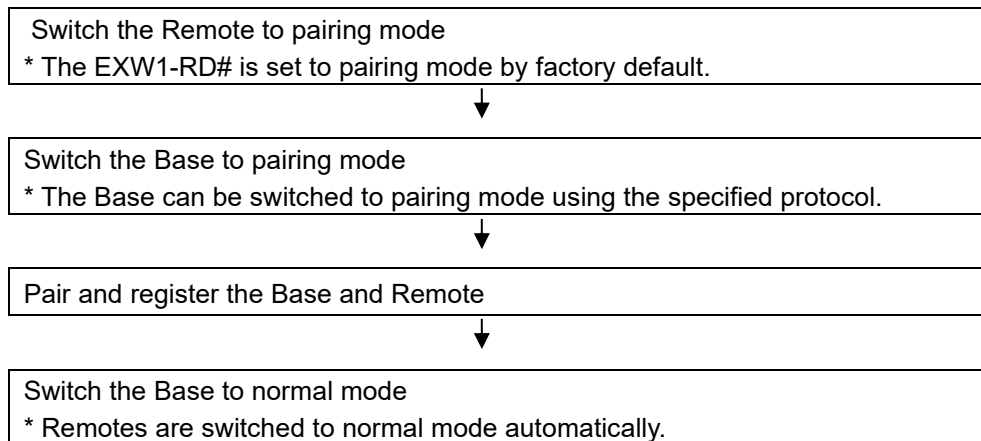 Switch the Remote to pairing mode
* The EXW1-RD# is set to pairing mode by factory default.
Switch the Base to pairing mode
* The Base can be switched to pairing mode using the specified protocol.
Pair and register the Base and Remote
Switch the Base to normal mode
* Remotes are switched to normal mode automatically.